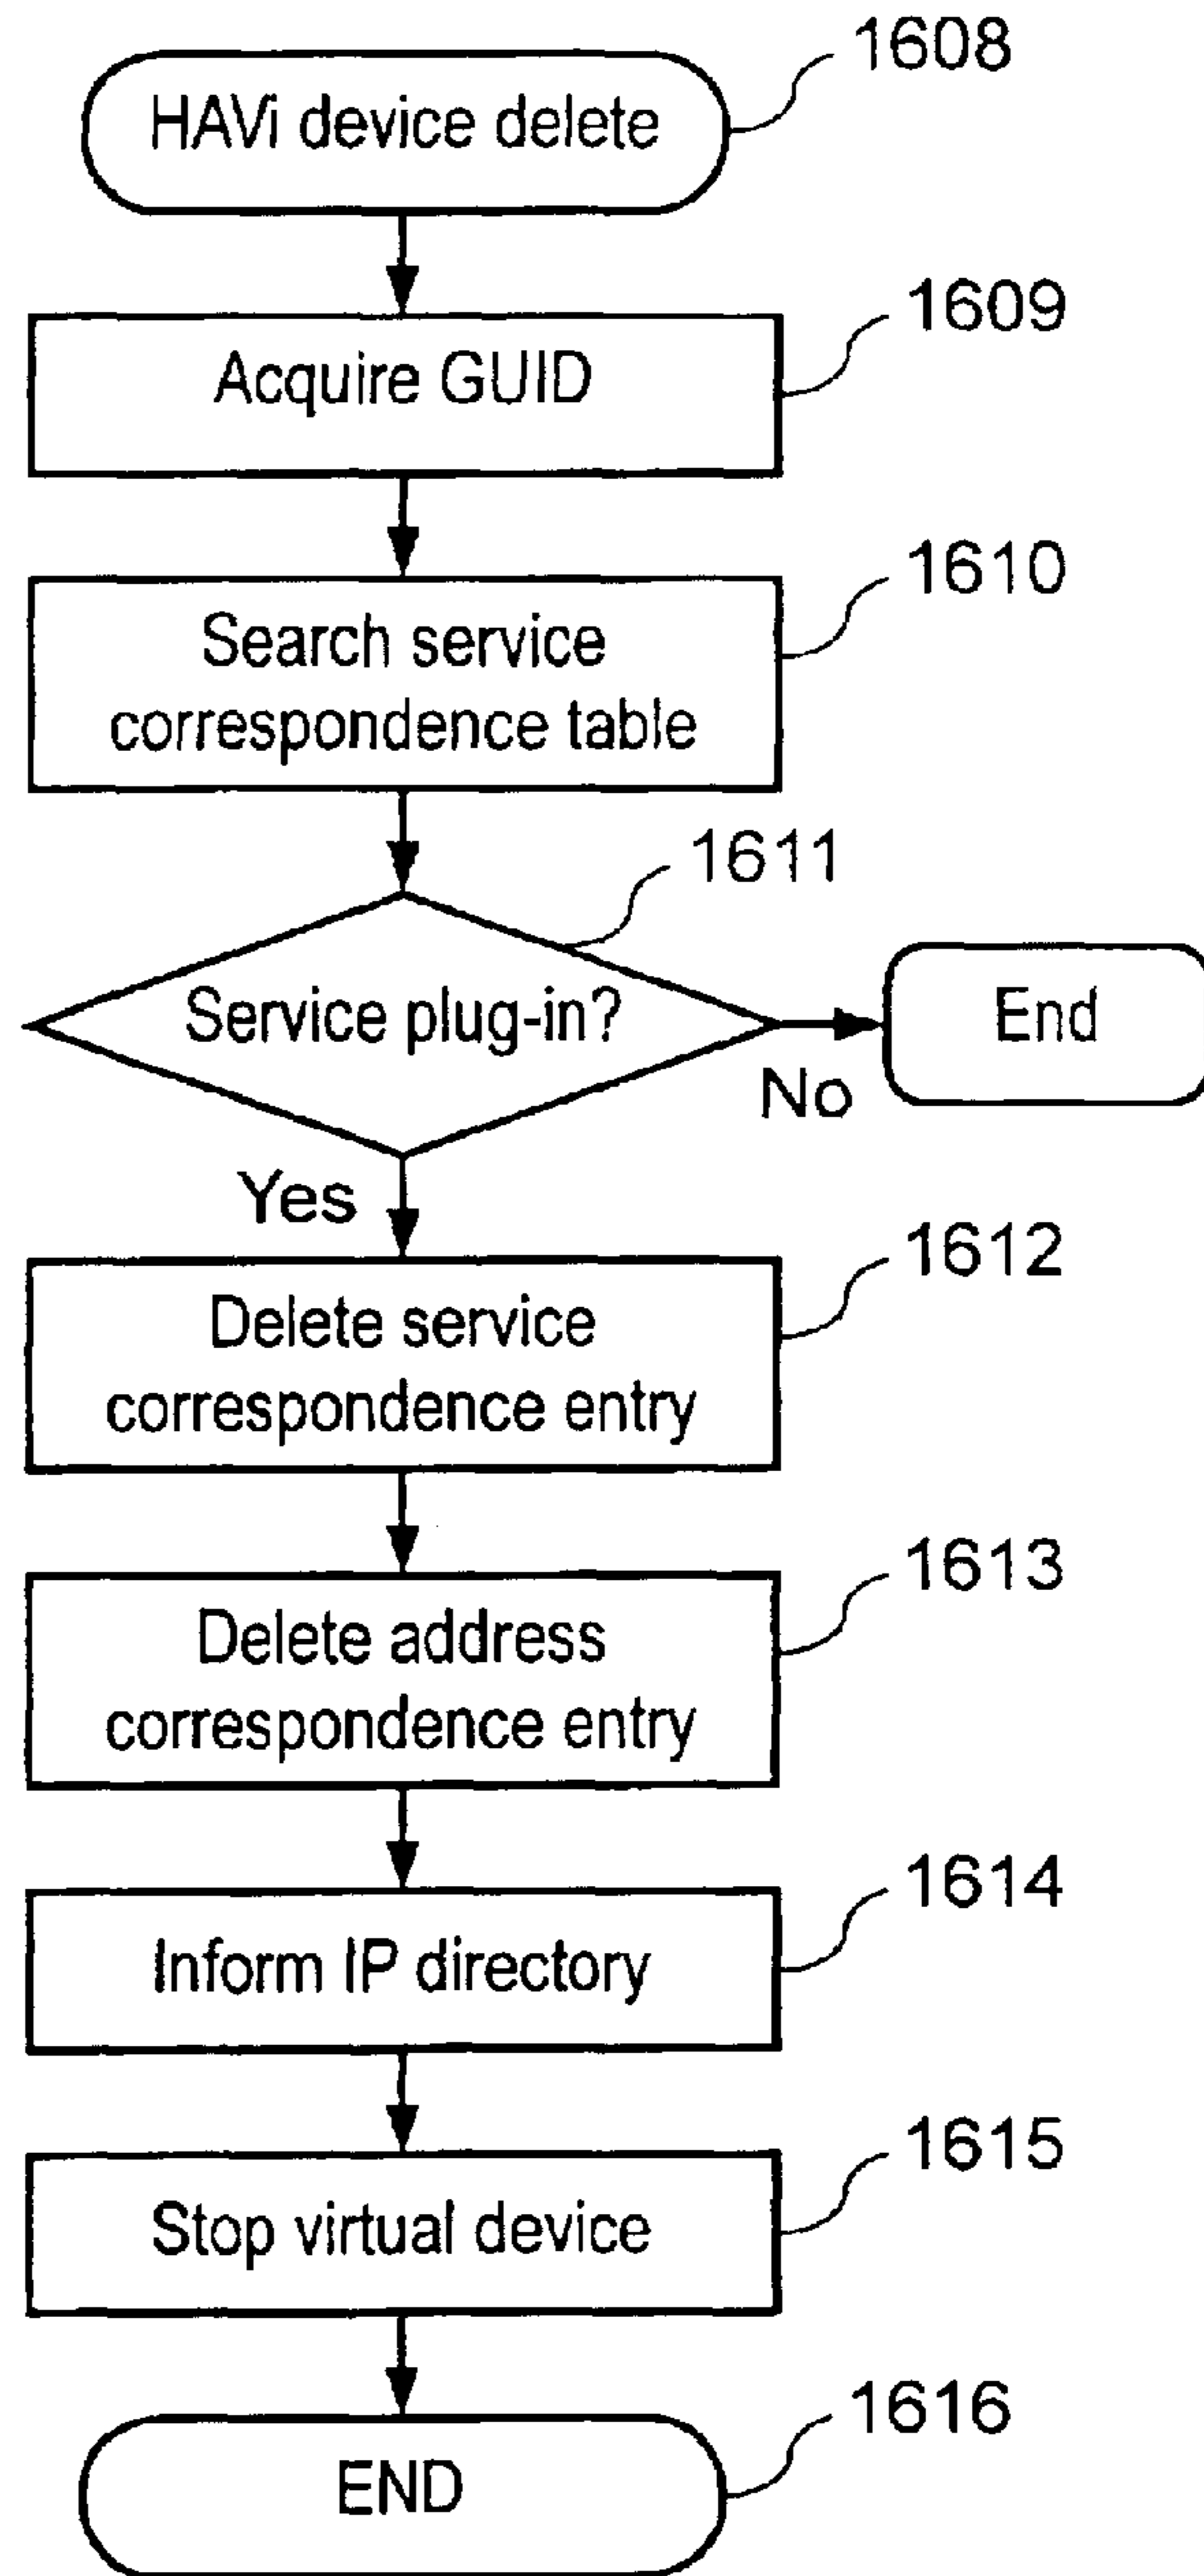 1608
HAVi device delete
1609
Acquire GUID
1610
Search service
correspondence table
1611
Service plug-in?
End
No
Yes
1612
Delete service
correspondence entry
1613
Delete address
correspondence entry
1614
Inform IP directory
1615
Stop virtual device
1616
END